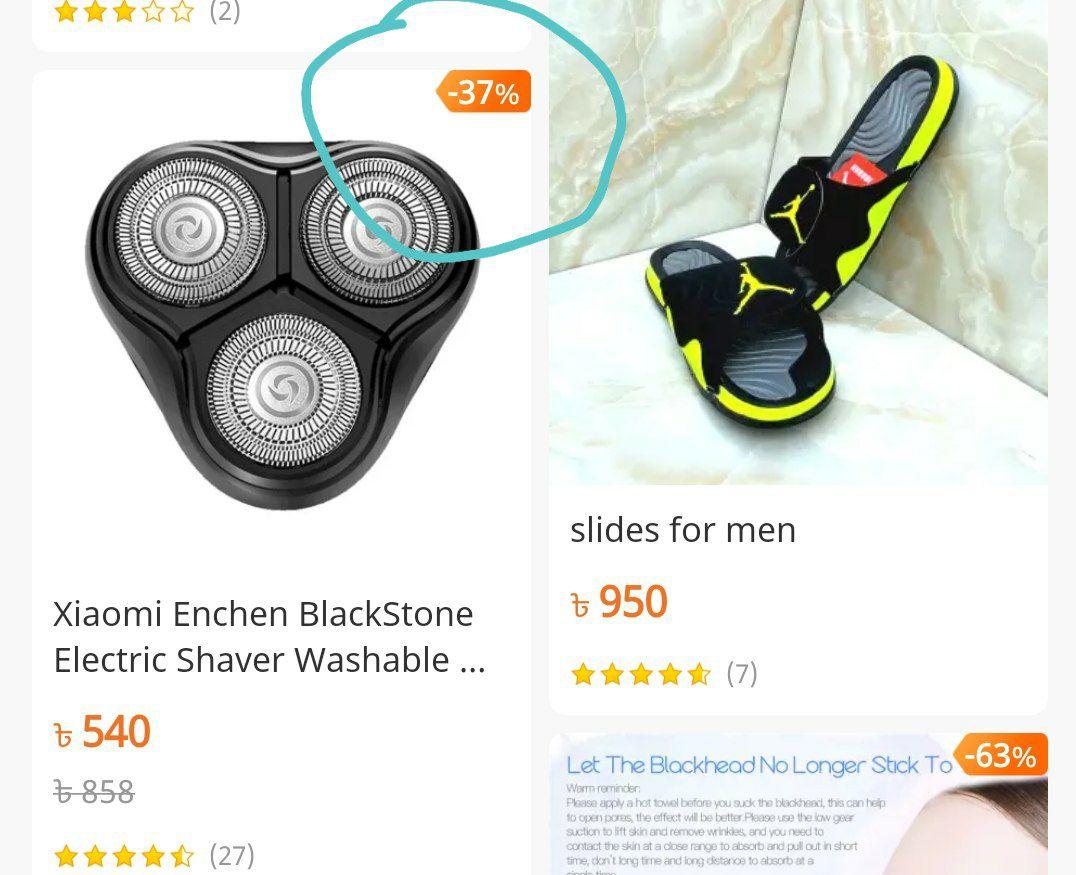 (2)
-37%
Xiaomi Enchen BlackStone
Electric Shaver Washable ...
৳ 540
৳ 858
(27)
slides for men
৳ 950
(7)
-63%
Let The Blackhead No Longer Stick To
Warm reminder:
Please apply a hot towel before you suck the blackhead, this can help
to open pores, the effect will be better.Please use the low gear
suction to lift skin and remove wrinkles, and you need to
contact the skin at a close range to absorb and pull out in short
time, don't long time and long distance to absorb at a